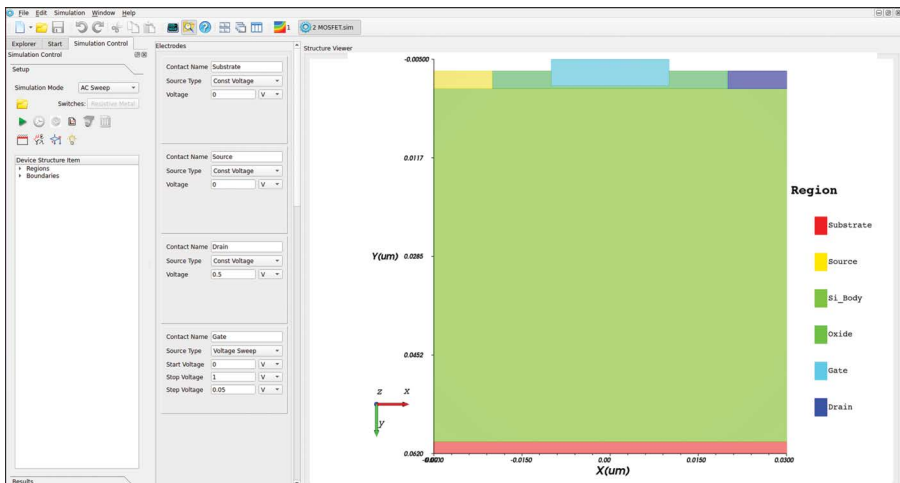 File Edit Simulation Window Help
1 2 MOSFET.sim
Explorer Start Simulation Control
Simulation Control
Setup
Simulation Mode AC Sweep
Switches: Resistive Metal
Device Structure Item
Regions
Boundaries
Results
Electrodes
Contact Name Substrate
Source Type Const Voltage
Voltage 0 V
Contact Name Source
Source Type Const Voltage
Voltage 0 V
Contact Name Drain
Source Type Const Voltage
Voltage 0.5 V
Contact Name Gate
Source Type Voltage Sweep
Start Voltage 0 V
Stop Voltage 1 V
Step Voltage 0.05 V
Structure Viewer
-0.00500
0.0117
Y(um) 0.0285
0.0452
0.0620
z x
y
-0.0150 0.00 0.0150 0.0300
X(um)
Region
Substrate
Source
Si_Body
Oxide
Gate
Drain